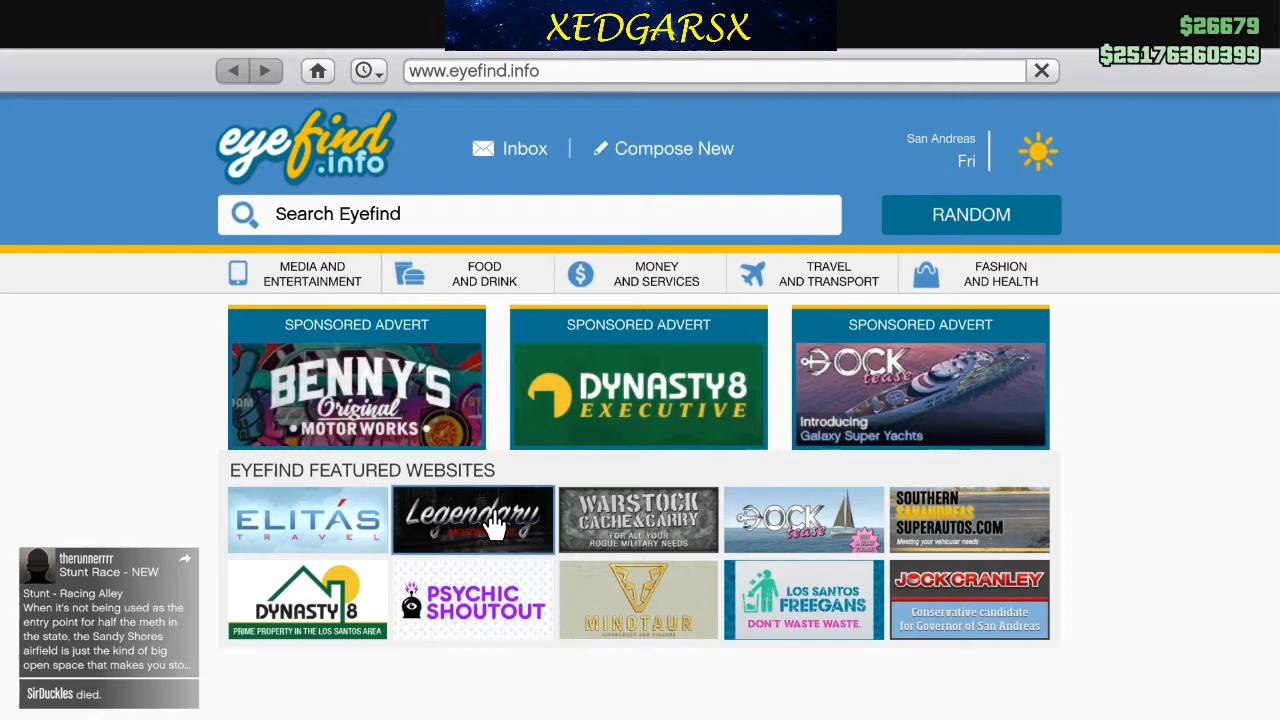 XEDGARSX
$26679
$25176360399
www.eyefind.info
eyefind
.info
Inbox
Compose New
San Andreas
Fri
Search Eyefind
RANDOM
MEDIA AND
ENTERTAINMENT
FOOD
AND DRINK
MONEY
AND SERVICES
TRAVEL
AND TRANSPORT
FASHION
AND HEALTH
SPONSORED ADVERT
BENNY'S
Original
MOTOR WORKS
SPONSORED ADVERT
DYNASTY 8
EXECUTIVE
SPONSORED ADVERT
DOCK
tease
Introducing
Galaxy Super Yachts
EYEFIND FEATURED WEBSITES
ELITÁS
TRAVEL
Legendary
WARSTOCK
CACHE & CARRY
FOR ALL YOUR
ROGUE MILITARY NEEDS
DOCK
tease
SOUTHERN
SANANDREAS
SUPERAUTOS.COM
Meeting your vehicular needs
DYNASTY 8
PRIME PROPERTY IN THE LOS SANTOS AREA
PSYCHIC
SHOUTOUT
MINOTAUR
LOS SANTOS
FREEGANS
DON'T WASTE WASTE.
JOCK CRANLEY
Conservative candidate
for Governor of San Andreas
therunnerrrr
Stunt Race - NEW
Stunt - Racing Alley
When it's not being used as the
entry point for half the meth in
the state, the Sandy Shores
airfield is just the kind of big
open space that makes you sto...
SirDuckles died.